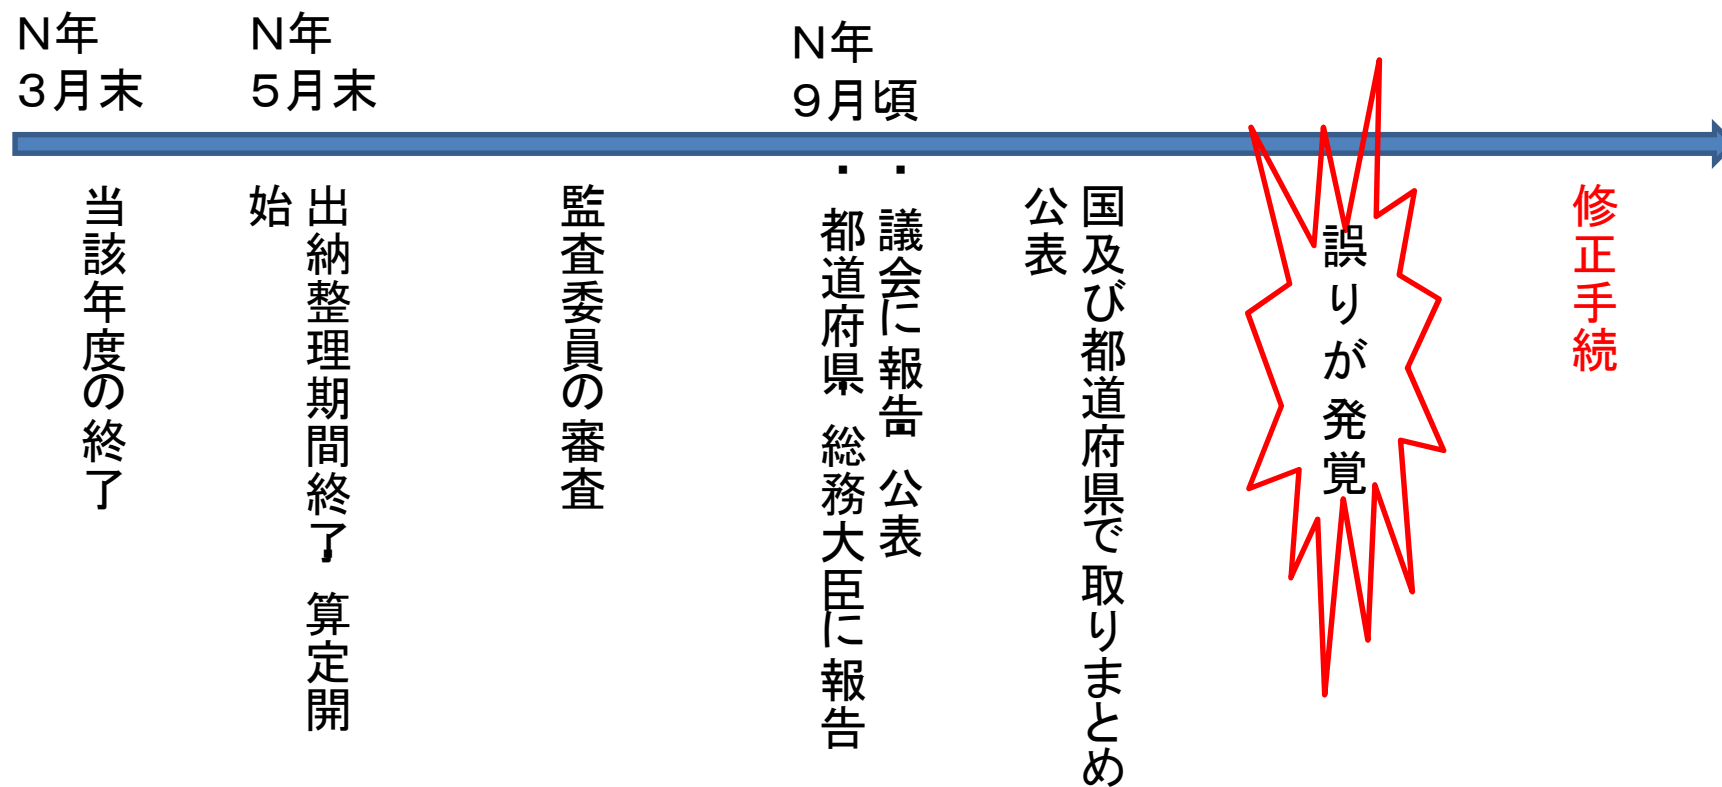 N年
３月末
N年
５月末
N年
９月頃
当該年度の終了
出納整理期間終了・算定開
始
監査委員の審査
・議会に報告・公表
・都道府県・総務大臣に報告
国及び都道府県で取りまとめ
公表
誤りが発覚
修正手続